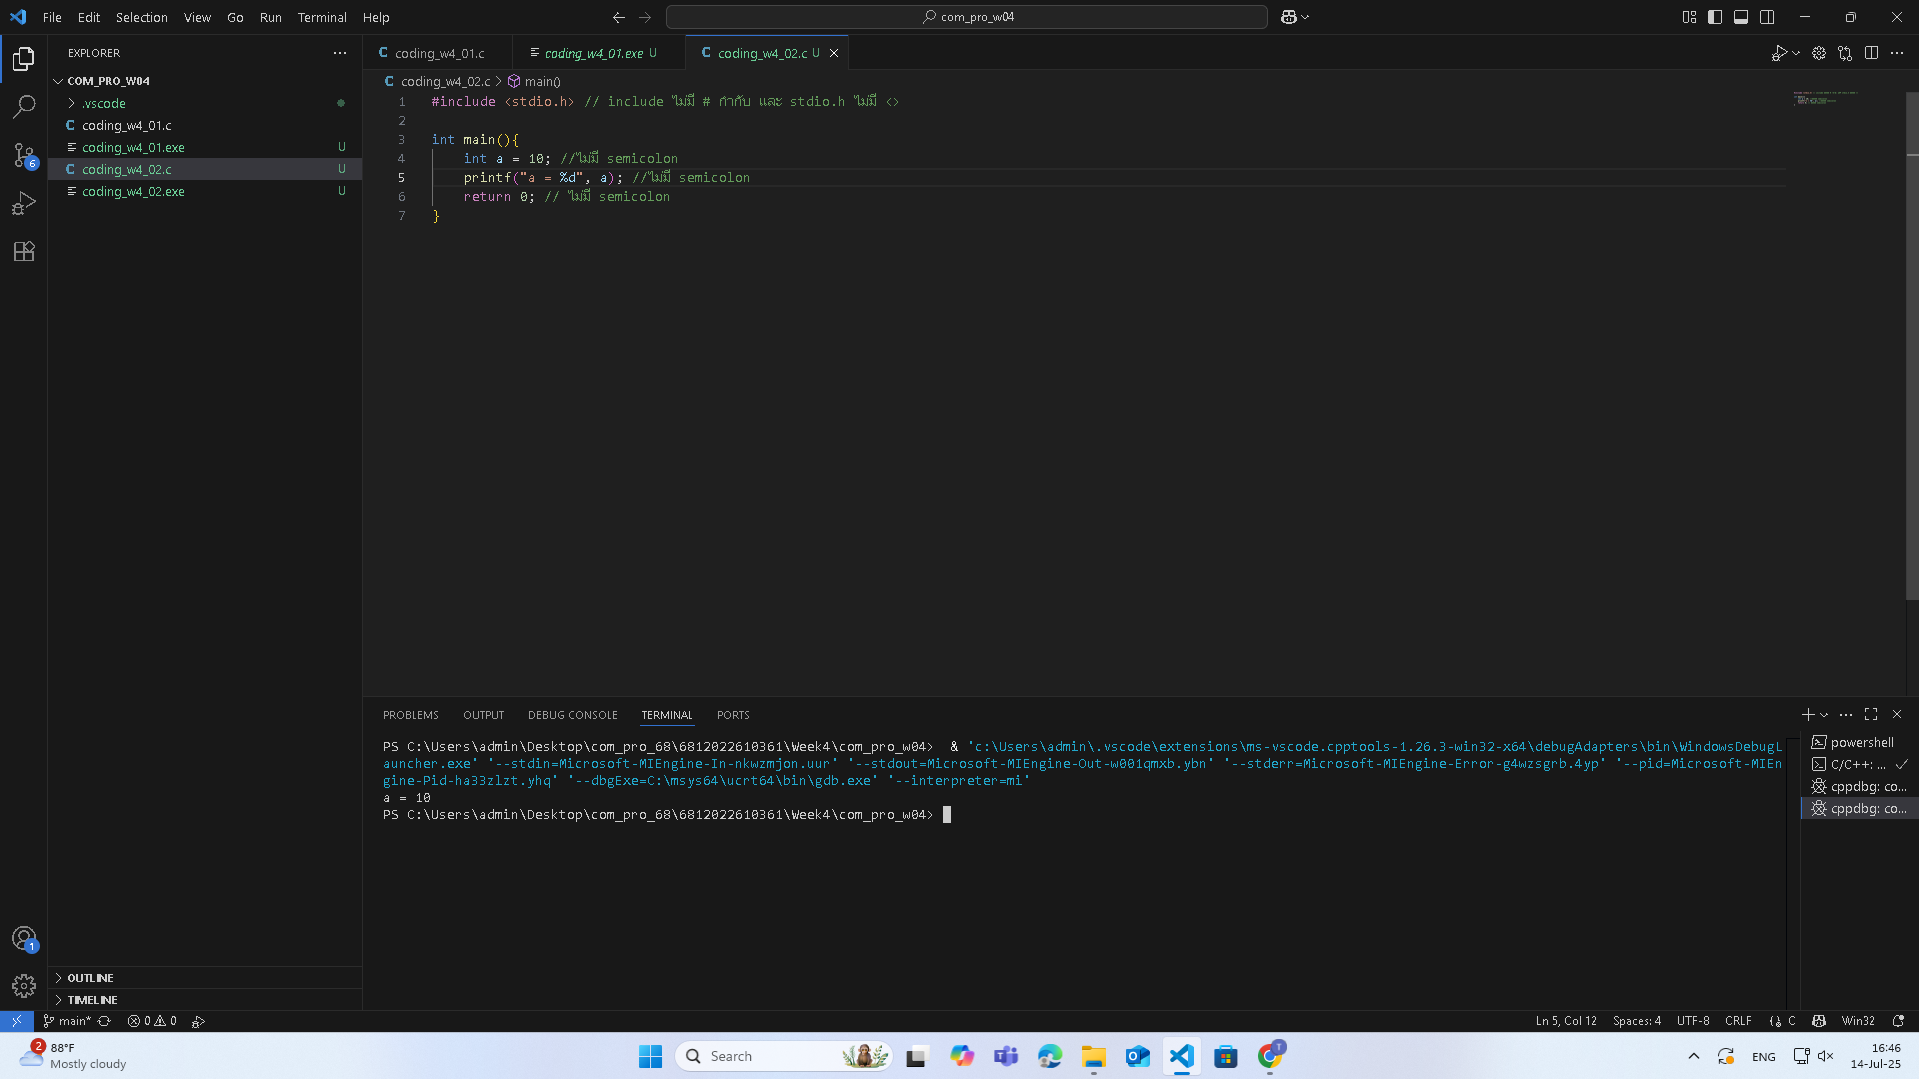 File Edit Selection View Go Run Terminal Help
com_pro_w04
EXPLORER
COM_PRO_W04
.vscode
coding_w4_01.c
coding_w4_01.exe U
coding_w4_02.c U
coding_w4_02.exe U
OUTLINE
TIMELINE
coding_w4_01.c
coding_w4_01.exe U
coding_w4_02.c U
coding_w4_02.c > main()
1 #include <stdio.h> // include ไม่มี # กำกับ และ stdio.h ไม่มี <>
2
3 int main(){
4 int a = 10; //ไม่มี semicolon
5 printf("a = %d", a); //ไม่มี semicolon
6 return 0; // ไม่มี semicolon
7 }
PROBLEMS OUTPUT DEBUG CONSOLE TERMINAL PORTS
PS C:\Users\admin\Desktop\com_pro_68\6812022610361\Week4\com_pro_w04> & 'c:\Users\admin\.vscode\extensions\ms-vscode.cpptools-1.26.3-win32-x64\debugAdapters\bin\WindowsDebugL
auncher.exe' '--stdin=Microsoft-MIEngine-In-nkwzmjon.uur' '--stdout=Microsoft-MIEngine-Out-w001qmxb.ybn' '--stderr=Microsoft-MIEngine-Error-g4wzsgrb.4yp' '--pid=Microsoft-MIEn
gine-Pid-ha33zlzt.yhq' '--dbgExe=C:\msys64\ucrt64\bin\gdb.exe' '--interpreter=mi'
a = 10
PS C:\Users\admin\Desktop\com_pro_68\6812022610361\Week4\com_pro_w04>
powershell
C/C++: ...
cppdbg: co...
cppdbg: co...
6
1
main* 0 0
Ln 5, Col 12 Spaces: 4 UTF-8 CRLF {} C Win32
2
88°F
Mostly cloudy
Search
T
ENG
16:46
14-Jul-25